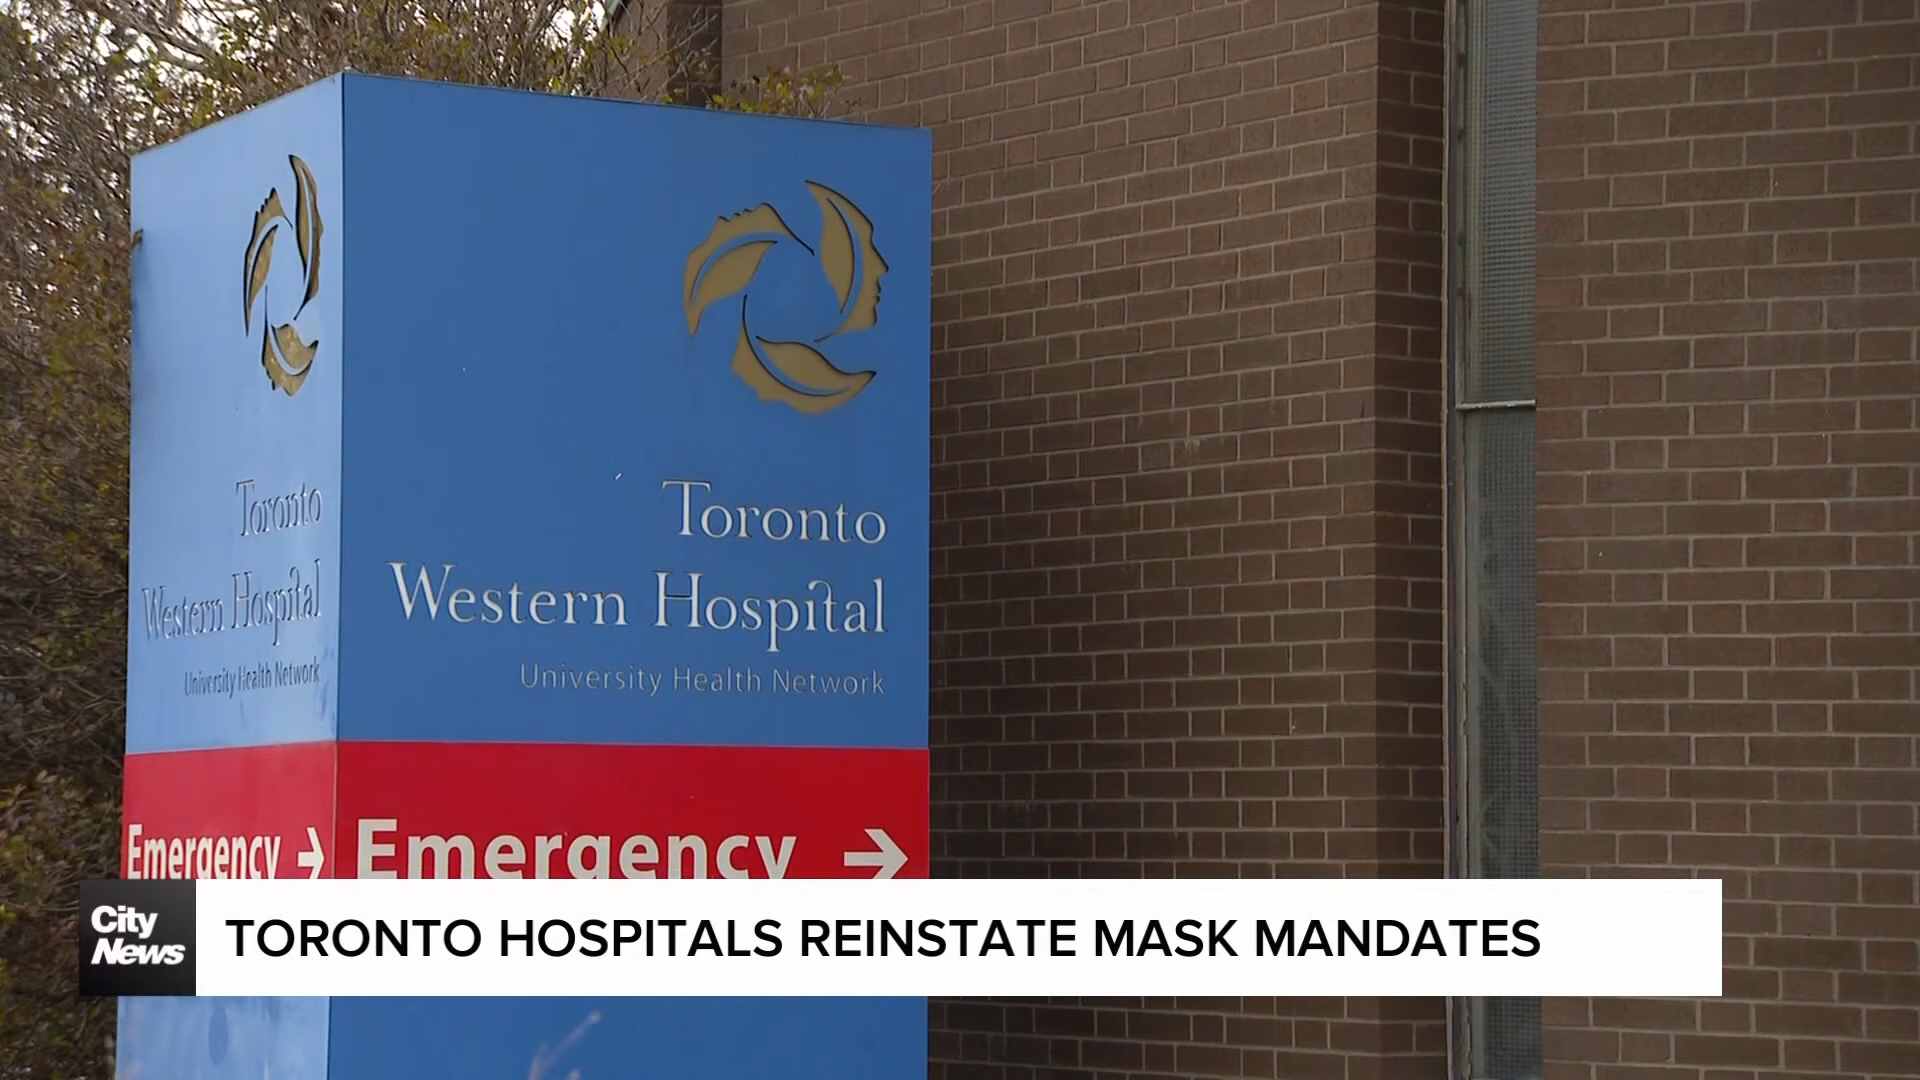 Toronto
Western Hospital
University Health Network
Emergency →
Toronto
Western Hospital
University Health Network
Emergency →
City
News
TORONTO HOSPITALS REINSTATE MASK MANDATES